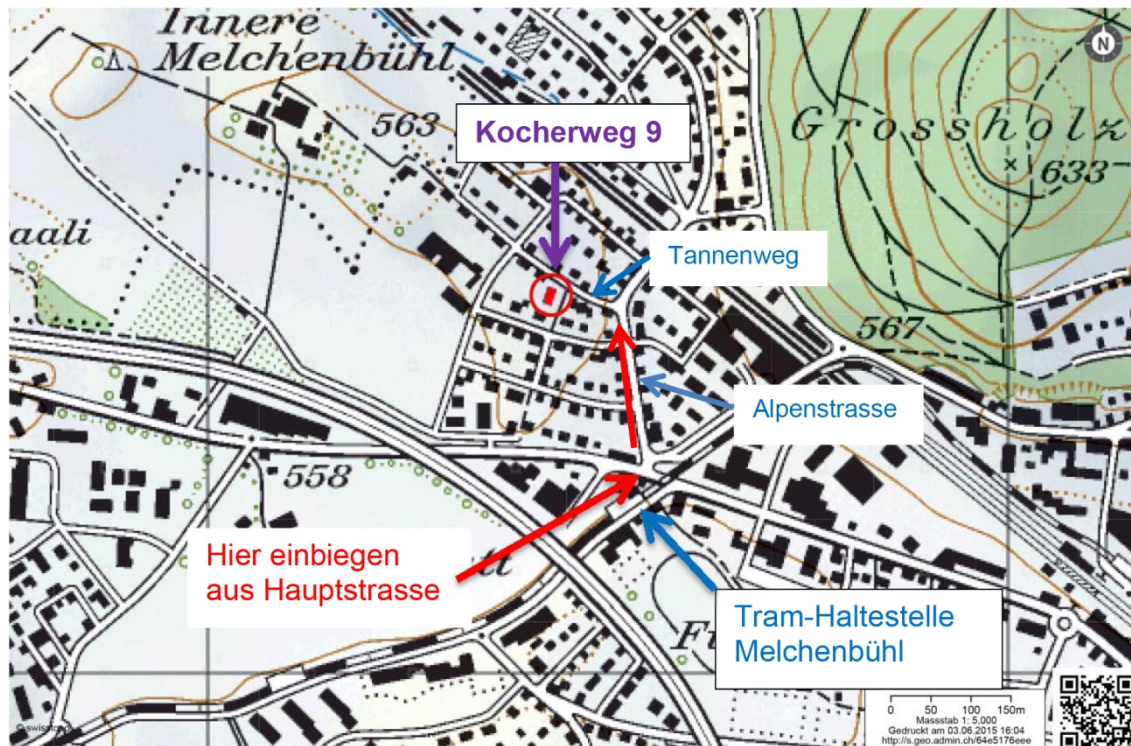 Innere
Melchenbühl
563
Kocherweg 9
Grossholz
633
aali
Tannenweg
567
Alpenstrasse
558
Hier einbiegen
aus Hauptstrasse
tt
Tram-Haltestelle
Melchenbühl
Fu
N
0 50 100 150m
Massstab 1: 5,000
Gedruckt am 03.06.2015 16:04
http://s.geo.admin.ch/64e5176eee